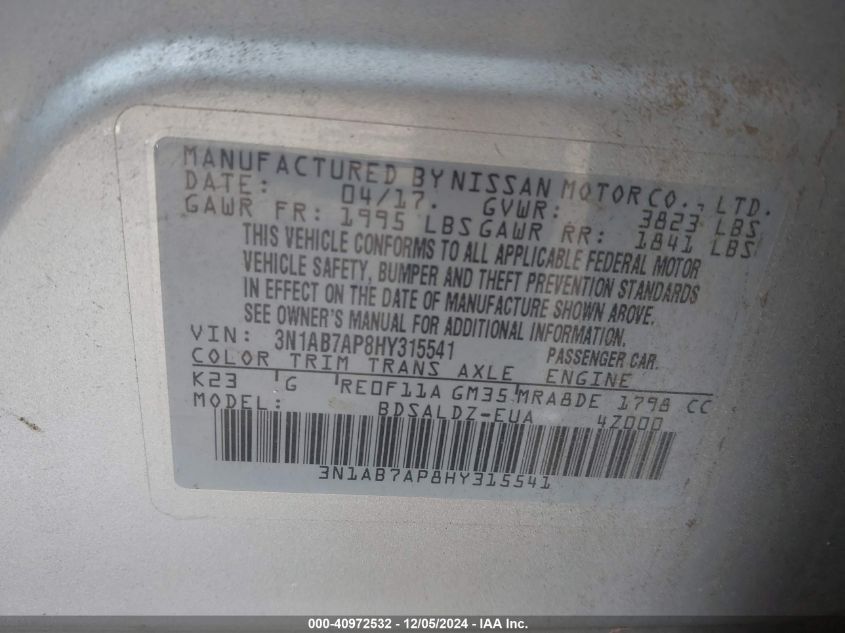 MANUFACTURED BY NISSAN MOTOR CO., LTD.
DATE: 04/17. GVWR: 3823 LBS
GAWR FR: 1995 LBS GAWR RR: 1841 LBS
THIS VEHICLE CONFORMS TO ALL APPLICABLE FEDERAL MOTOR
VEHICLE SAFETY, BUMPER AND THEFT PREVENTION STANDARDS
IN EFFECT ON THE DATE OF MANUFACTURE SHOWN ABOVE.
SEE OWNER'S MANUAL FOR ADDITIONAL INFORMATION.
VIN: 3N1AB7AP8HY315541 PASSENGER CAR.
COLOR TRIM TRANS AXLE ENGINE
K23 G RE0F11A GM35 MRA8DE 1798 CC
MODEL: BDSALDZ-EUA 4Z000
3N1AB7AP8HY315541
000-40972532 - 12/05/2024 - IAA Inc.